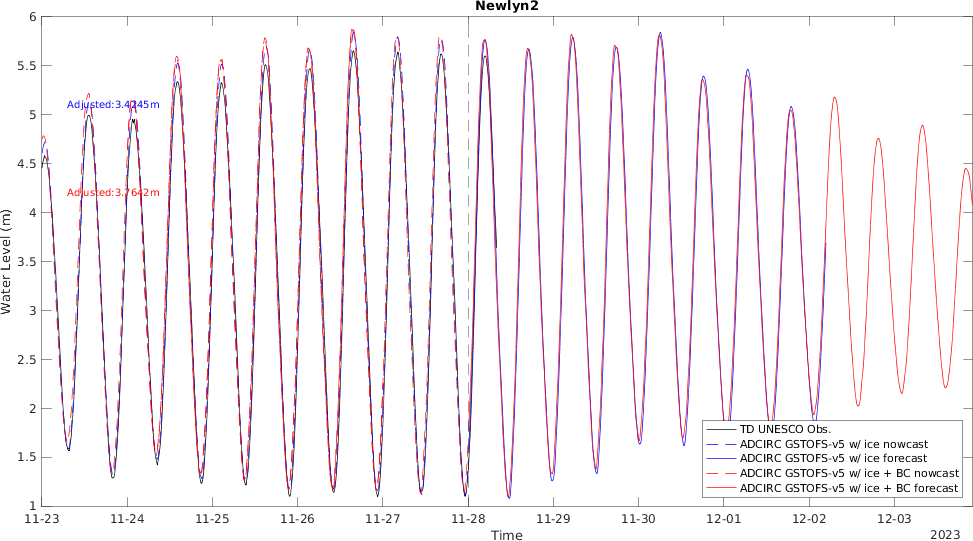 Newlyn2
Water Level (m)
6
5.5
5
4.5
4
3.5
3
2.5
2
1.5
1
Adjusted:3.4245m
Adjusted:3.7642m
TD UNESCO Obs.
ADCIRC GSTOFS-v5 w/ ice nowcast
ADCIRC GSTOFS-v5 w/ ice forecast
ADCIRC GSTOFS-v5 w/ ice + BC nowcast
ADCIRC GSTOFS-v5 w/ ice + BC forecast
11-23 11-24 11-25 11-26 11-27 11-28 11-29 11-30 12-01 12-02 12-03
Time
2023